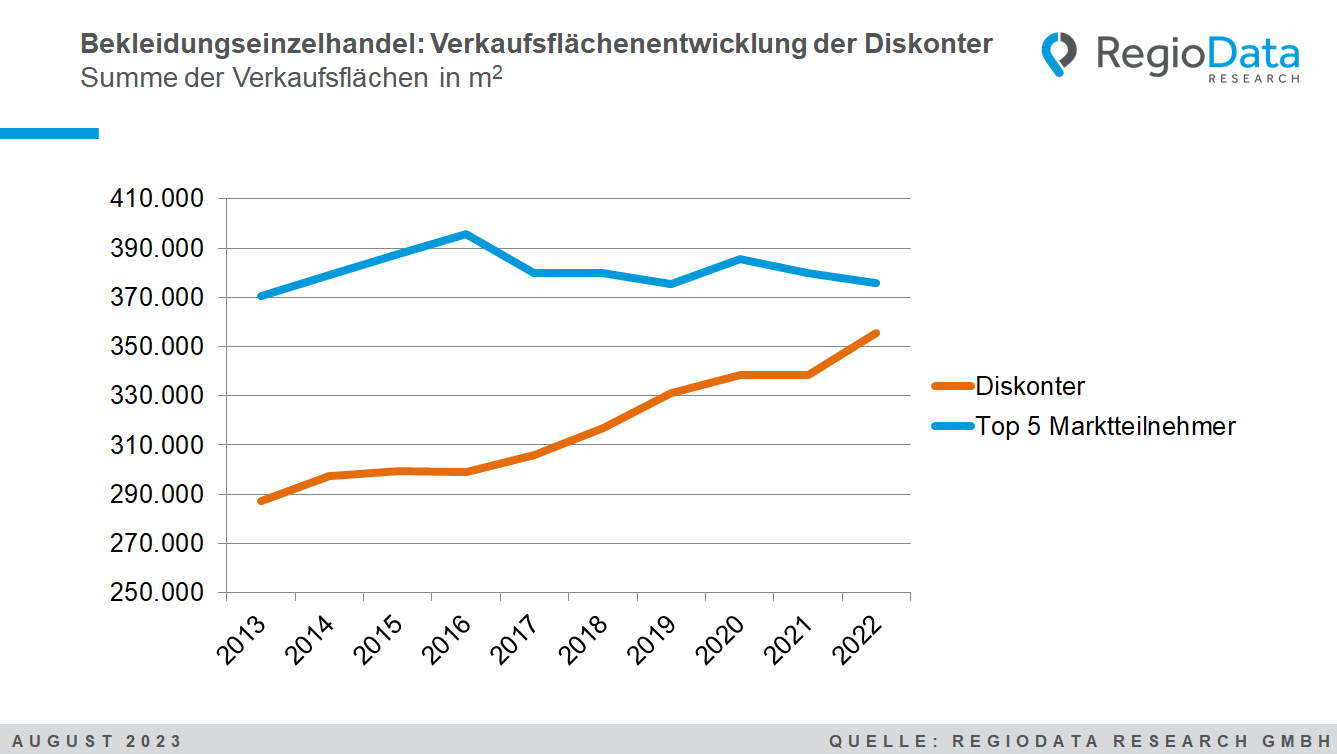 Bekleidungseinzelhandel: Verkaufsflächenentwicklung der Diskonter
Summe der Verkaufsflächen in m²
RegioData
RESEARCH
410.000
390.000
370.000
350.000
330.000
310.000
290.000
270.000
250.000
2013
2014
2015
2016
2017
2018
2019
2020
2021
2022
Diskonter
Top 5 Marktteilnehmer
AUGUST 2023
QUELLE: REGIODATA RESEARCH GMBH